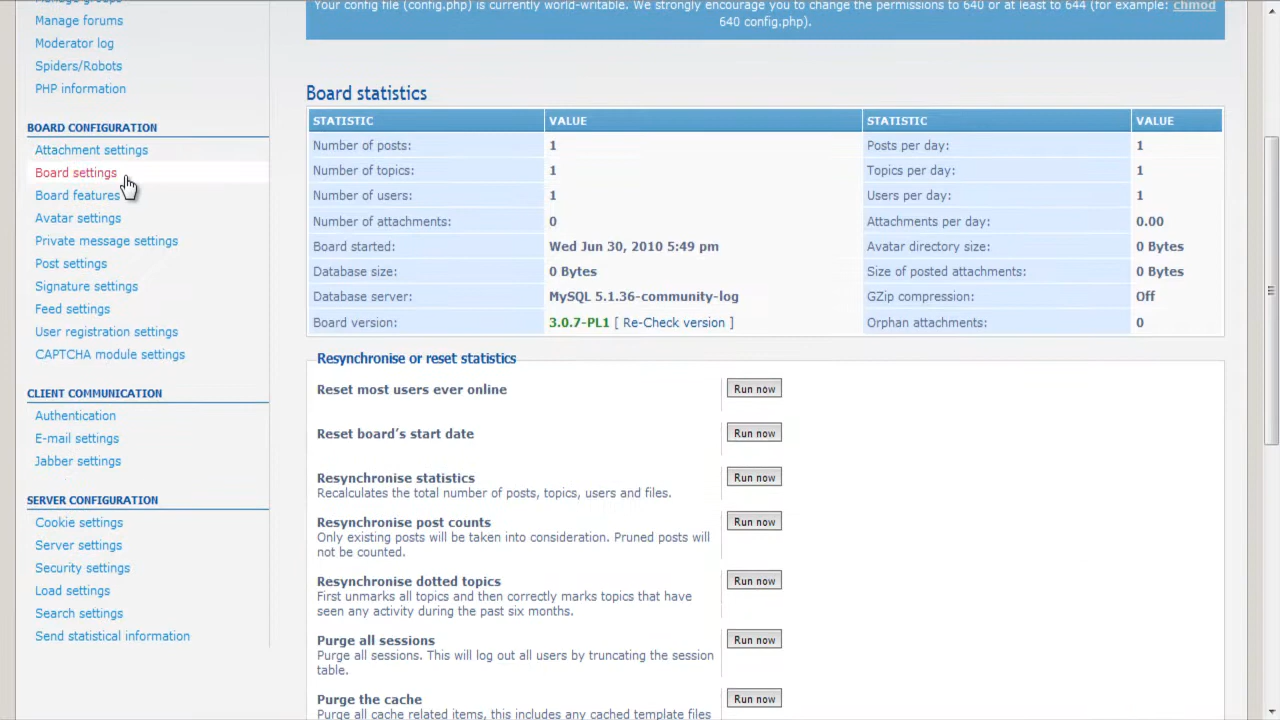 Manage groups
Manage forums
Moderator log
Spiders/Robots
PHP information
BOARD CONFIGURATION
Attachment settings
Board settings
Board features
Avatar settings
Private message settings
Post settings
Signature settings
Feed settings
User registration settings
CAPTCHA module settings
CLIENT COMMUNICATION
Authentication
E-mail settings
Jabber settings
SERVER CONFIGURATION
Cookie settings
Server settings
Security settings
Load settings
Search settings
Send statistical information
Your config file (config.php) is currently world-writable. We strongly encourage you to change the permissions to 640 or at least to 644 (for example: chmod
640 config.php).
Board statistics
STATISTIC VALUE STATISTIC VALUE
Number of posts: 1 Posts per day: 1
Number of topics: 1 Topics per day: 1
Number of users: 1 Users per day: 1
Number of attachments: 0 Attachments per day: 0.00
Board started: Wed Jun 30, 2010 5:49 pm Avatar directory size: 0 Bytes
Database size: 0 Bytes Size of posted attachments: 0 Bytes
Database server: MySQL 5.1.36-community-log GZip compression: Off
Board version: 3.0.7-PL1 [ Re-Check version ] Orphan attachments: 0
Resynchronise or reset statistics
Reset most users ever online Run now
Reset board’s start date Run now
Resynchronise statistics Run now
Recalculates the total number of posts, topics, users and files.
Resynchronise post counts Run now
Only existing posts will be taken into consideration. Pruned posts will
not be counted.
Resynchronise dotted topics Run now
First unmarks all topics and then correctly marks topics that have
seen any activity during the past six months.
Purge all sessions Run now
Purge all sessions. This will log out all users by truncating the session
table.
Purge the cache Run now
Purge all cache related items, this includes any cached template files